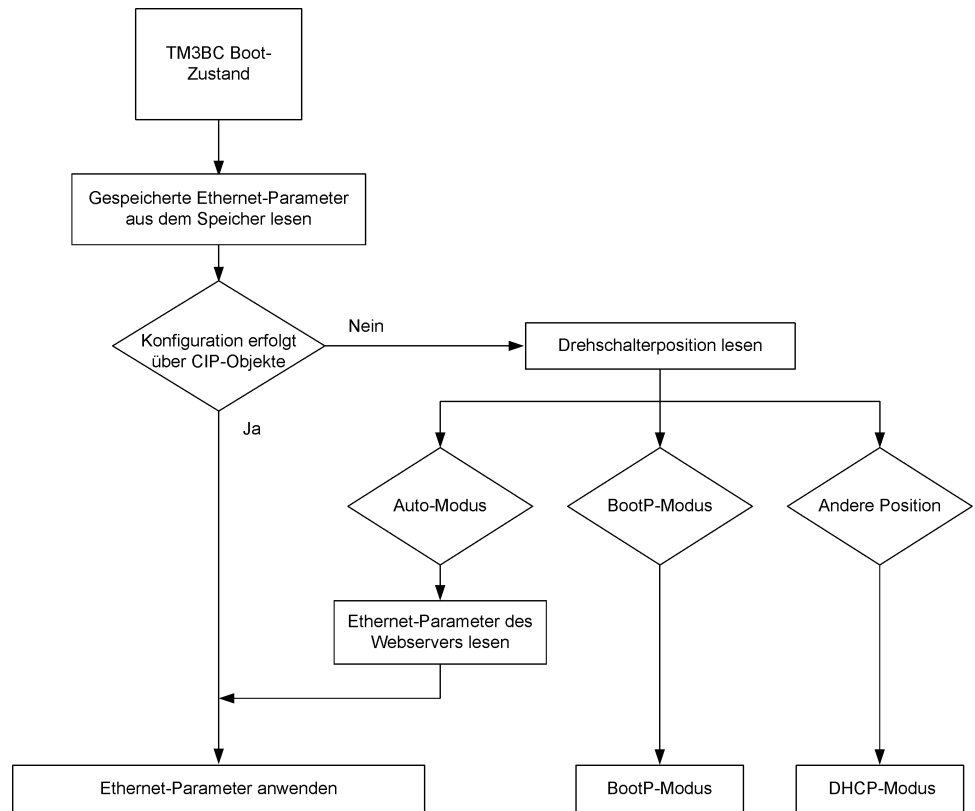 TM3BC Boot-
Zustand
Gespeicherte Ethernet-Parameter
aus dem Speicher lesen
Konfiguration erfolgt
über CIP-Objekte
Nein
Drehschalterposition lesen
Ja
Auto-Modus
BootP-Modus
Andere Position
Ethernet-Parameter des
Webservers lesen
Ethernet-Parameter anwenden
BootP-Modus
DHCP-Modus